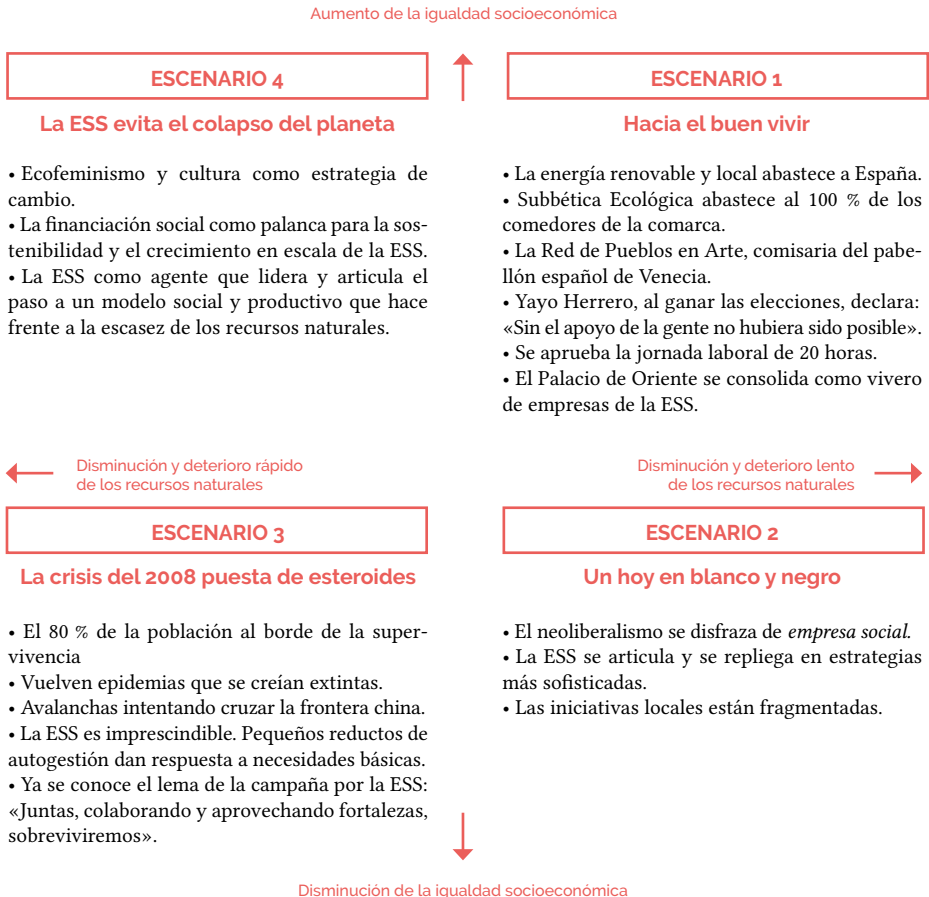 Aumento de la igualdad socioeconómica
ESCENARIO 4
La ESS evita el colapso del planeta
• Ecofeminismo y cultura como estrategia de
cambio.
• La financiación social como palanca para la sos-
tenibilidad y el crecimiento en escala de la ESS.
• La ESS como agente que lidera y articula el
paso a un modelo social y productivo que hace
frente a la escasez de los recursos naturales.
ESCENARIO 1
Hacia el buen vivir
• La energía renovable y local abastece a España.
• Subbética Ecológica abastece al 100 % de los
comedores de la comarca.
• La Red de Pueblos en Arte, comisaria del pabe-
llón español de Venecia.
• Yayo Herrero, al ganar las elecciones, declara:
«Sin el apoyo de la gente no hubiera sido posible».
• Se aprueba la jornada laboral de 20 horas.
• El Palacio de Oriente se consolida como vivero
de empresas de la ESS.
Disminución y deterioro rápido
de los recursos naturales
Disminución y deterioro lento
de los recursos naturales
ESCENARIO 3
La crisis del 2008 puesta de esteroides
• El 80 % de la población al borde de la super-
vivencia
• Vuelven epidemias que se creían extintas.
• Avalanchas intentando cruzar la frontera china.
• La ESS es imprescindible. Pequeños reductos de
autogestión dan respuesta a necesidades básicas.
• Ya se conoce el lema de la campaña por la ESS:
«Juntas, colaborando y aprovechando fortalezas,
sobreviviremos».
ESCENARIO 2
Un hoy en blanco y negro
• El neoliberalismo se disfraza de empresa social.
• La ESS se articula y se repliega en estrategias
más sofisticadas.
• Las iniciativas locales están fragmentadas.
Disminución de la igualdad socioeconómica